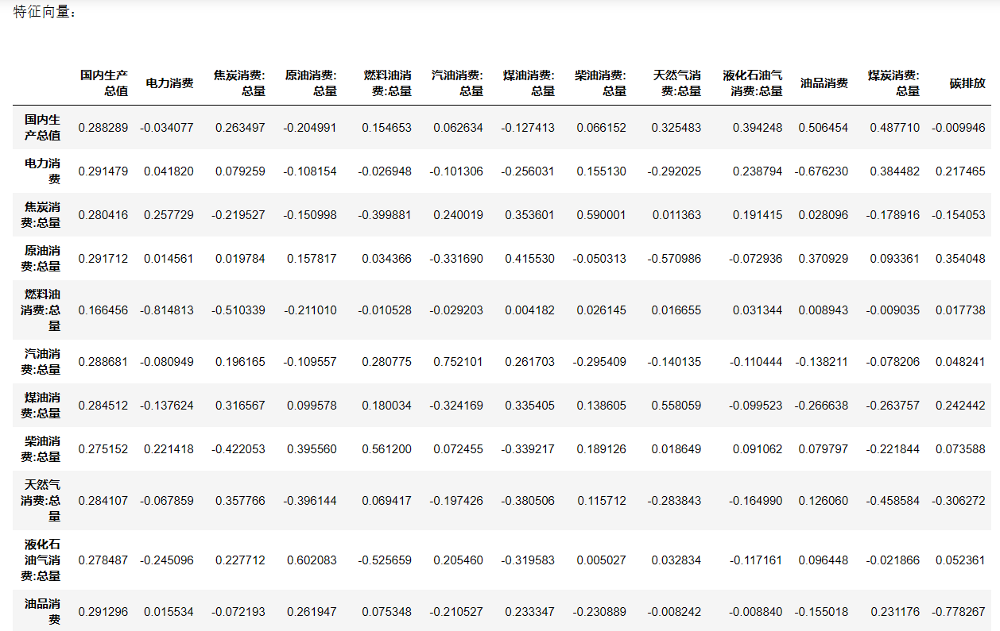 特征向量:
国内生产总值 电力消费 焦炭消费:总量 原油消费:总量 燃料油消费:总量 汽油消费:总量 煤油消费:总量 柴油消费:总量 天然气消费:总量 液化石油气消费:总量 油品消费 煤炭消费:总量 碳排放
国内生产总值 0.288289 -0.034077 0.263497 -0.204991 0.154653 0.062634 -0.127413 0.066152 0.325483 0.394248 0.506454 0.487710 -0.009946
电力消费 0.291479 0.041820 0.079259 -0.108154 -0.026948 -0.101306 -0.256031 0.155130 -0.292025 0.238794 -0.676230 0.384482 0.217465
焦炭消费:总量 0.280416 0.257729 -0.219527 -0.150998 -0.399881 0.240019 0.353601 0.590001 0.011363 0.191415 0.028096 -0.178916 -0.154053
原油消费:总量 0.291712 0.014561 0.019784 0.157817 0.034366 -0.331690 0.415530 -0.050313 -0.570986 -0.072936 0.370929 0.093361 0.354048
燃料油消费:总量 0.166456 -0.814813 -0.510339 -0.211010 -0.010528 -0.029203 0.004182 0.026145 0.016655 0.031344 0.008943 -0.009035 0.017738
汽油消费:总量 0.288681 -0.080949 0.196165 -0.109557 0.280775 0.752101 0.261703 -0.295409 -0.140135 -0.110444 -0.138211 -0.078206 0.048241
煤油消费:总量 0.284512 -0.137624 0.316567 0.099578 0.180034 -0.324169 0.335405 0.138605 0.558059 -0.099523 -0.266638 -0.263757 0.242442
柴油消费:总量 0.275152 0.221418 -0.422053 0.395560 0.561200 0.072455 -0.339217 0.189126 0.018649 0.091062 0.079797 -0.221844 0.073588
天然气消费:总量 0.284107 -0.067859 0.357766 -0.396144 0.069417 -0.197426 -0.380506 0.115712 -0.283843 -0.164990 0.126060 -0.458584 -0.306272
液化石油气消费:总量 0.278487 -0.245096 0.227712 0.602083 -0.525659 0.205460 -0.319583 0.005027 0.032834 -0.117161 0.096448 -0.021866 0.052361
油品消费 0.291296 0.015534 -0.072193 0.261947 0.075348 -0.210527 0.233347 -0.230889 -0.008242 -0.008840 -0.155018 0.231176 -0.778267